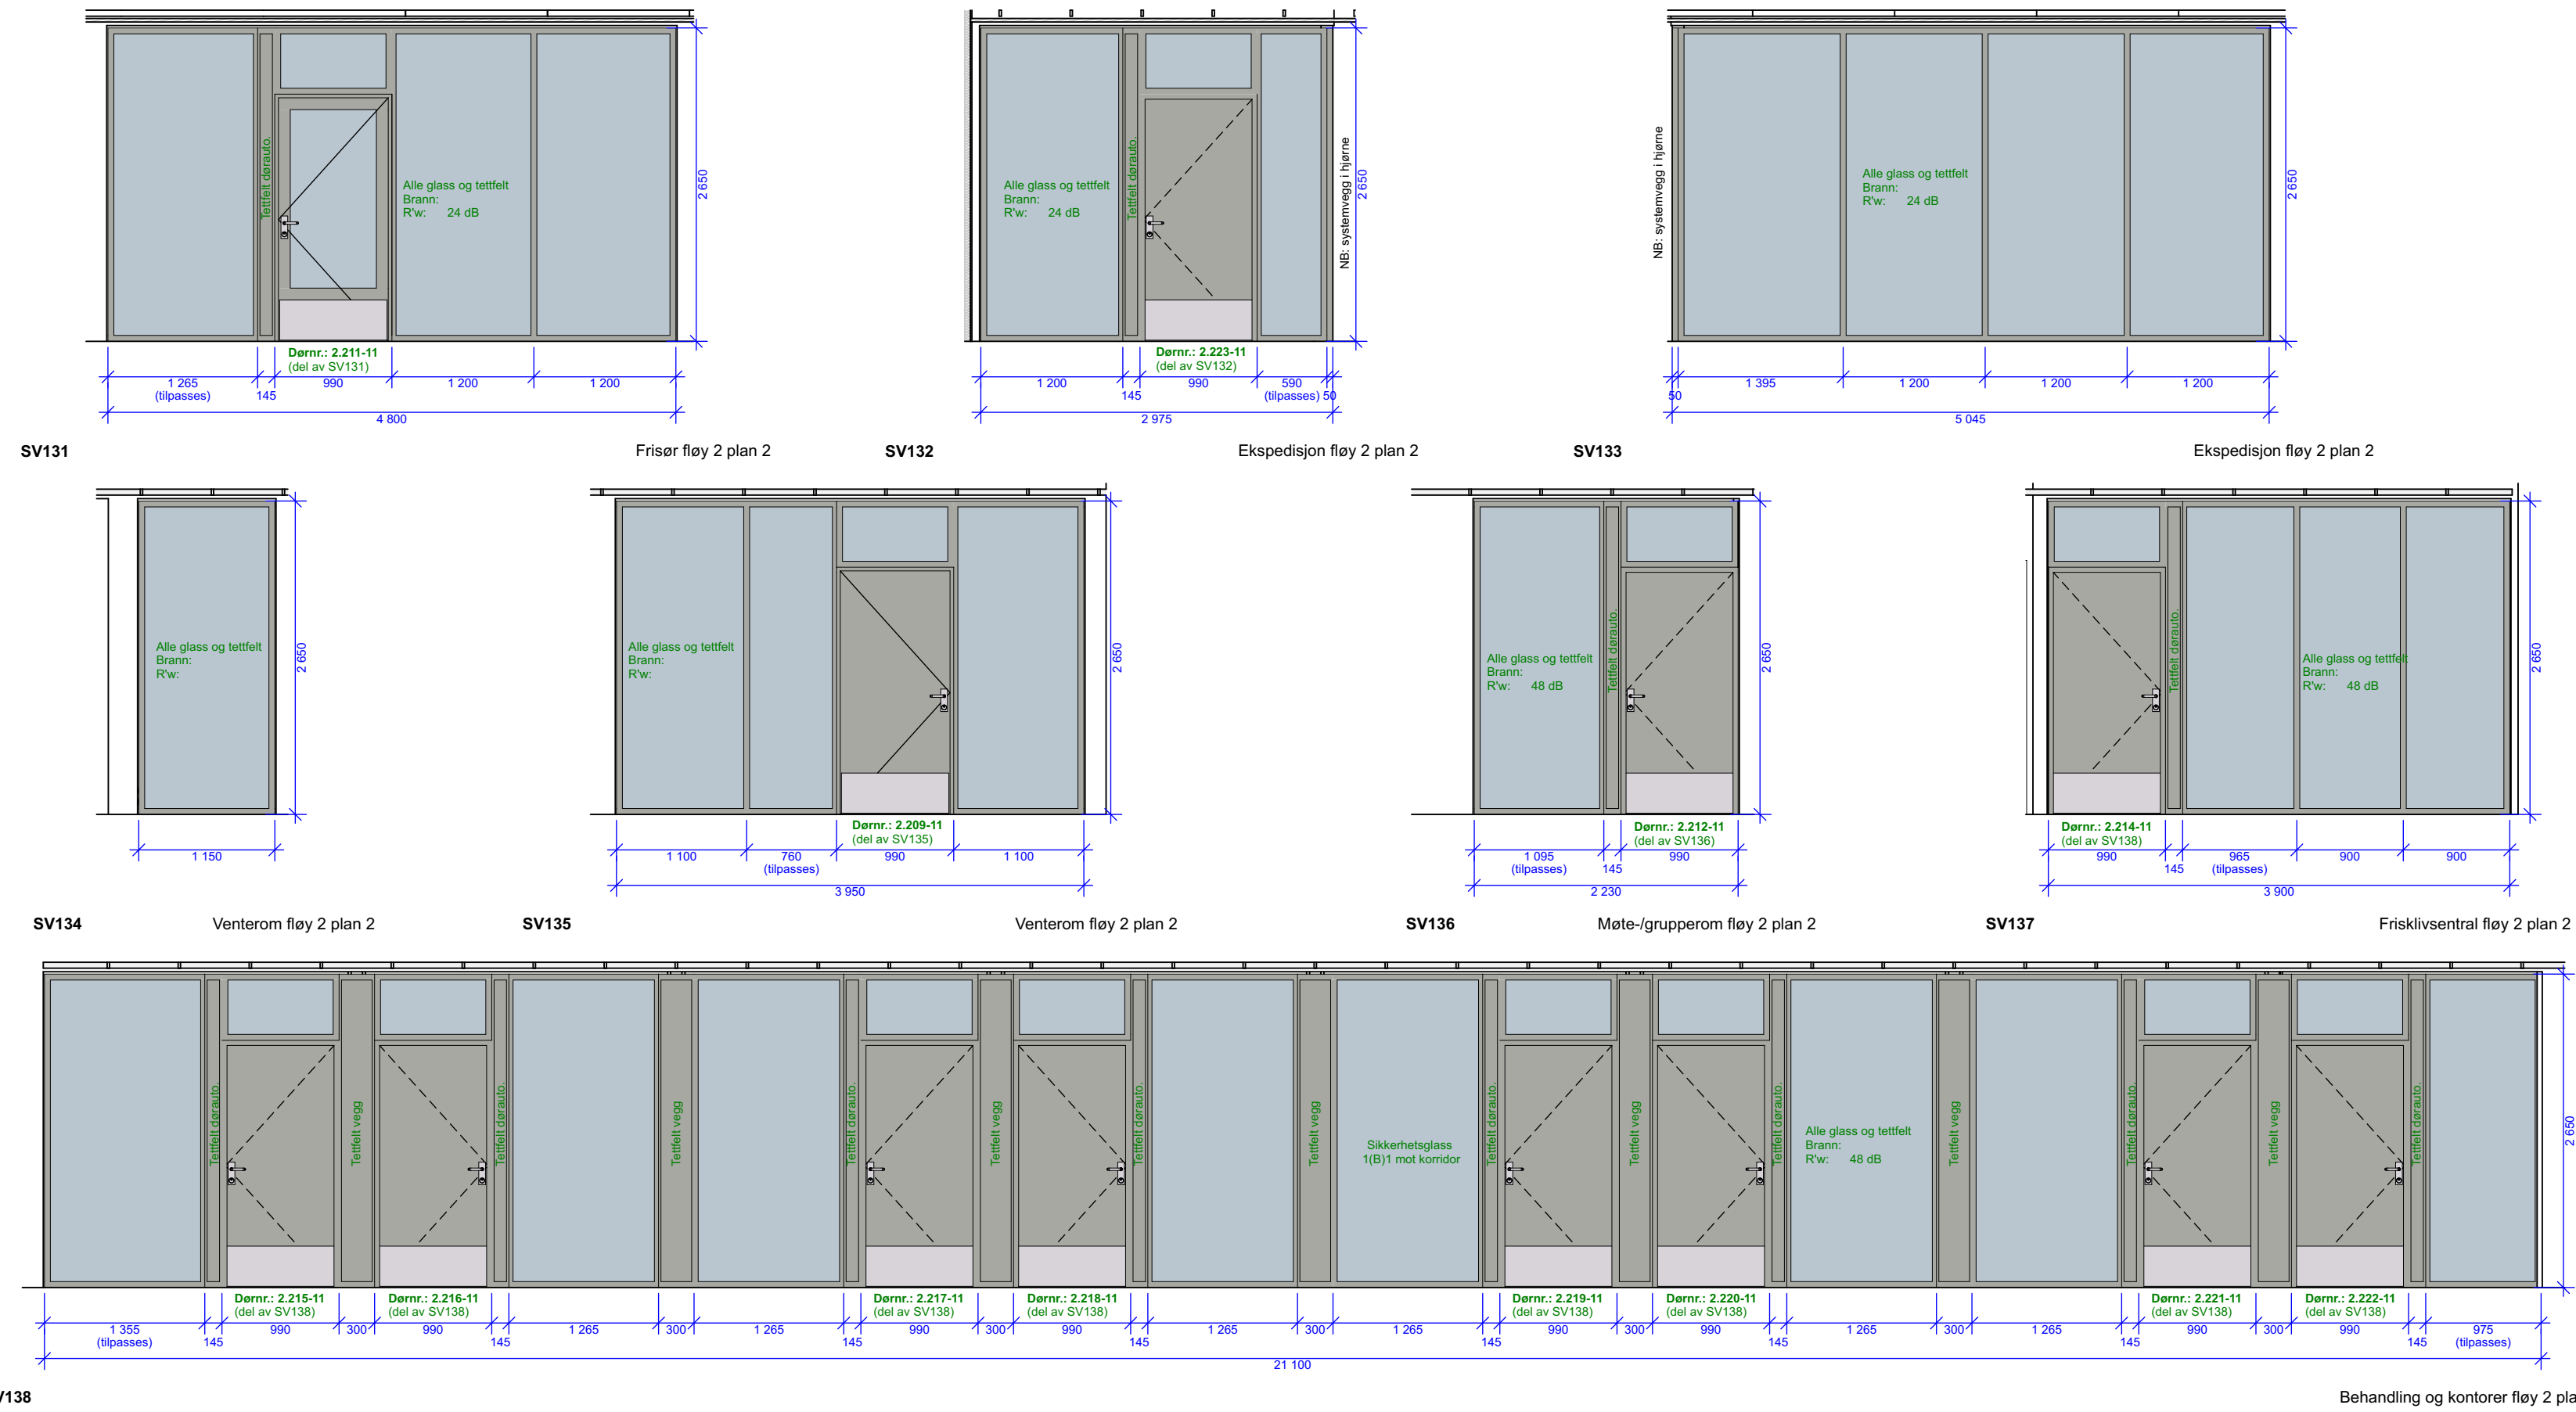 Tettfelt dørauto.
Alle glass og tettfelt
Brann:
R'w: 24 dB
2 650
Dørnr.: 2.211-11
(del av SV131)
1 265
(tilpasses)
145
990
1 200
1 200
4 800
SV131
Frisør fløy 2 plan 2
Alle glass og tettfelt
Brann:
R'w: 24 dB
Tettfelt dørauto.
NB: systemvegg i hjørne
2 650
Dørnr.: 2.223-11
(del av SV132)
1 200
145
990
590
(tilpasses)
50
2 975
SV132
Ekspedisjon fløy 2 plan 2
NB: systemvegg i hjørne
Alle glass og tettfelt
Brann:
R'w: 24 dB
2 650
50
1 395
1 200
1 200
1 200
5 045
SV133
Ekspedisjon fløy 2 plan 2
Alle glass og tettfelt
Brann:
R'w:
2 650
1 150
SV134
Venterom fløy 2 plan 2
Alle glass og tettfelt
Brann:
R'w:
2 650
Dørnr.: 2.209-11
(del av SV135)
1 100
760
(tilpasses)
990
1 100
3 950
SV135
Venterom fløy 2 plan 2
Alle glass og tettfelt
Brann:
R'w: 48 dB
Tettfelt dørauto.
2 650
Dørnr.: 2.212-11
(del av SV136)
1 095
(tilpasses)
145
990
2 230
SV136
Møte-/grupperom fløy 2 plan 2
Tettfelt dørauto.
Alle glass og tettfelt
Brann:
R'w: 48 dB
2 650
Dørnr.: 2.214-11
(del av SV138)
990
145
965
(tilpasses)
900
900
3 900
SV137
Frisklivsentral fløy 2 plan 2
Tettfelt dørauto.
Tettfelt vegg
Tettfelt dørauto.
Tettfelt vegg
Tettfelt dørauto.
Tettfelt vegg
Tettfelt dørauto.
Tettfelt vegg
Sikkerhetsglass
1(B)1 mot korridor
Tettfelt dørauto.
Tettfelt vegg
Tettfelt dørauto.
Alle glass og tettfelt
Brann:
R'w: 48 dB
Tettfelt vegg
Tettfelt dørauto.
Tettfelt vegg
Tettfelt dørauto.
2 650
Dørnr.: 2.215-11
(del av SV138)
Dørnr.: 2.216-11
(del av SV138)
Dørnr.: 2.217-11
(del av SV138)
Dørnr.: 2.218-11
(del av SV138)
Dørnr.: 2.219-11
(del av SV138)
Dørnr.: 2.220-11
(del av SV138)
Dørnr.: 2.221-11
(del av SV138)
Dørnr.: 2.222-11
(del av SV138)
1 355
(tilpasses)
145
990
300
990
145
1 265
300
1 265
145
990
300
990
145
1 265
300
1 265
145
990
300
990
145
1 265
300
1 265
145
990
300
990
145
975
(tilpasses)
21 100
V138
Behandling og kontorer fløy 2 pla